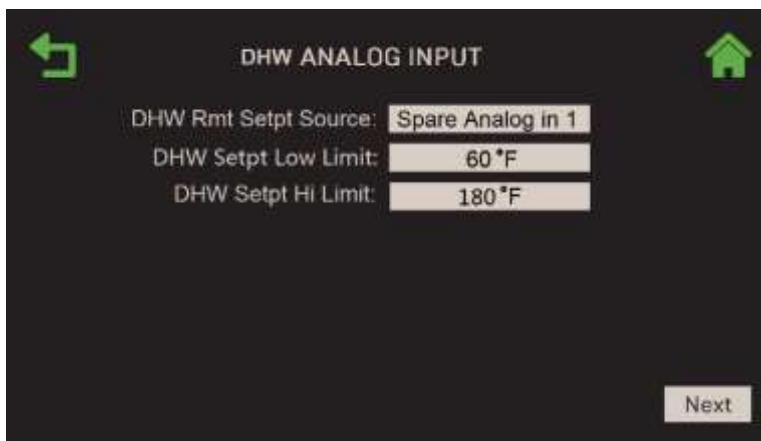 DHW ANALOG INPUT
DHW Rmt Setpt Source: Spare Analog in 1
DHW Setpt Low Limit: 60°F
DHW Setpt Hi Limit: 180°F
Next